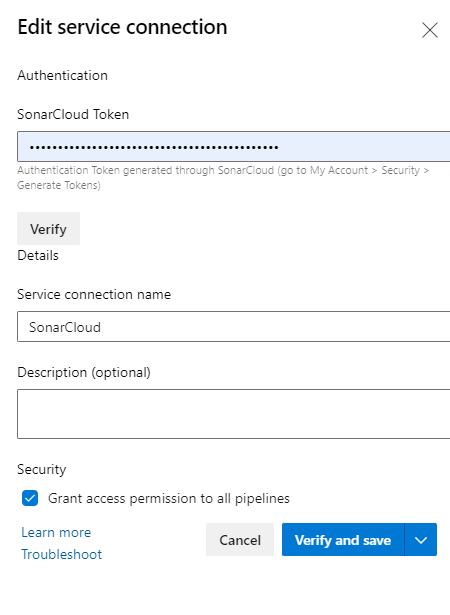 Edit service connection
Authentication
SonarCloud Token
••••••••••••••••••••••••••••••••••••••••••••
Authentication Token generated through SonarCloud (go to My Account > Security >
Generate Tokens)
Verify
Details
Service connection name
SonarCloud
Description (optional)
Security
Grant access permission to all pipelines
Learn more
Troubleshoot
Cancel
Verify and save